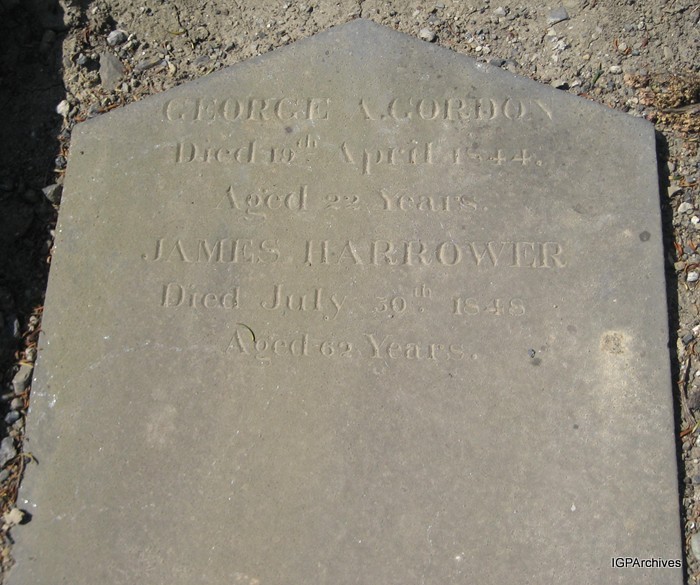 GEORGE A. GORDON
Died 19th April 1844.
Aged 22 Years.
JAMES HARROWER
Died July 30th 1848
Aged 62 Years.
IGPArchives